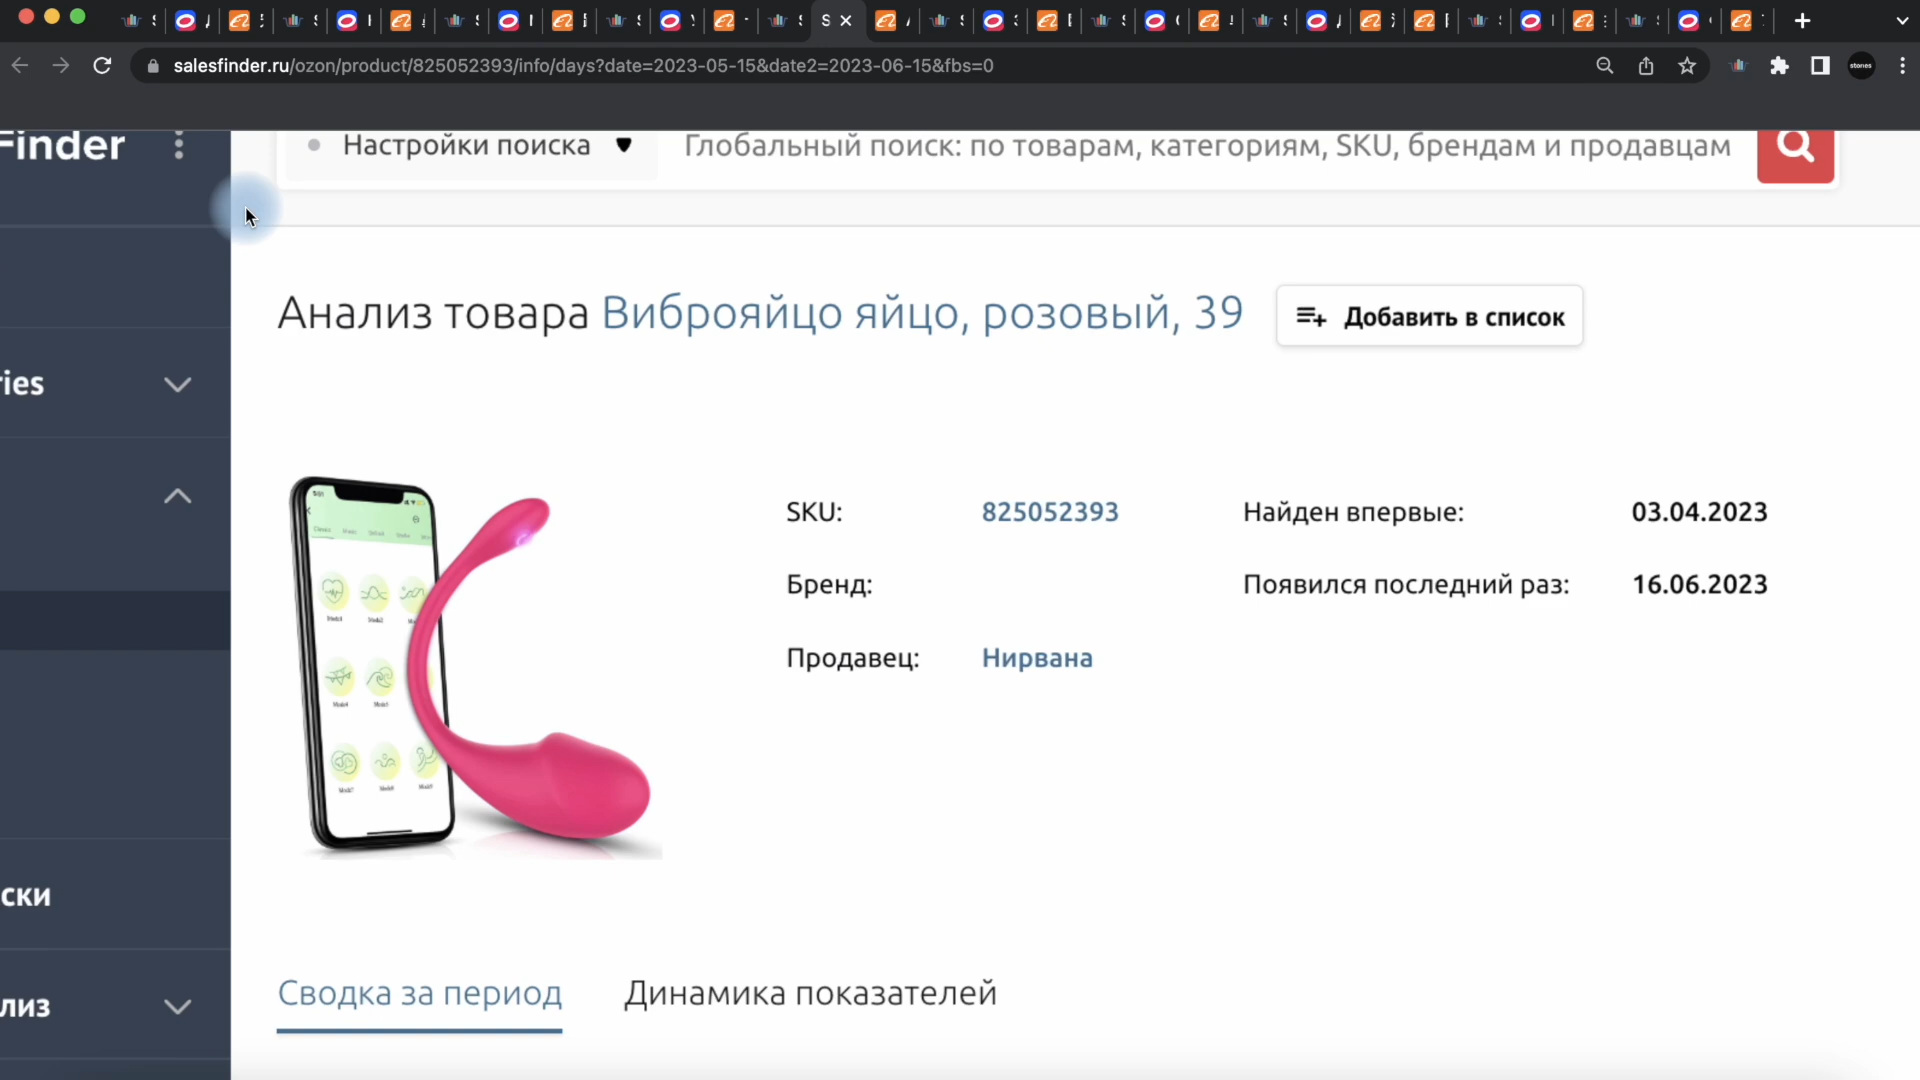 salesfinder.ru/ozon/product/825052393/info/days?date=2023-05-15&date2=2023-06-15&fbs=0
stones
Finder
Настройки поиска
Глобальный поиск: по товарам, категориям, SKU, брендам и продавцам
Анализ товара Виброяйцо яйцо, розовый, 39
Добавить в список
ries
SKU: 825052393
Найден впервые: 03.04.2023
Бренд:
Появился последний раз: 16.06.2023
Продавец: Нирвана
ски
Сводка за период
Динамика показателей
лиз